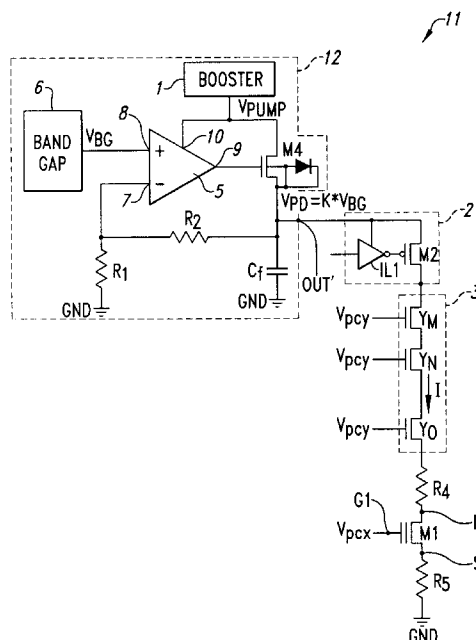 11
12
1
BOOSTER
6
VPUMP
BAND GAP
VBG
8
+
10
9
M4
7
−
5
VPD=K*VBG
2
R2
M2
IL1
R1
Cf
OUT'
GND
GND
3
Vpcy
YM
Vpcy
YN
I
Vpcy
YO
R4
G1
Vpcx
M1
R5
GND